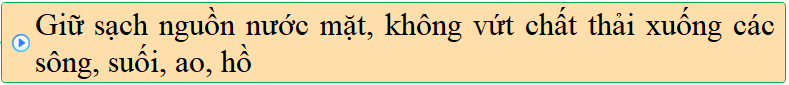 Giữ sạch nguồn nước mặt, không vứt chất thải xuống các
sông, suối, ao, hồ